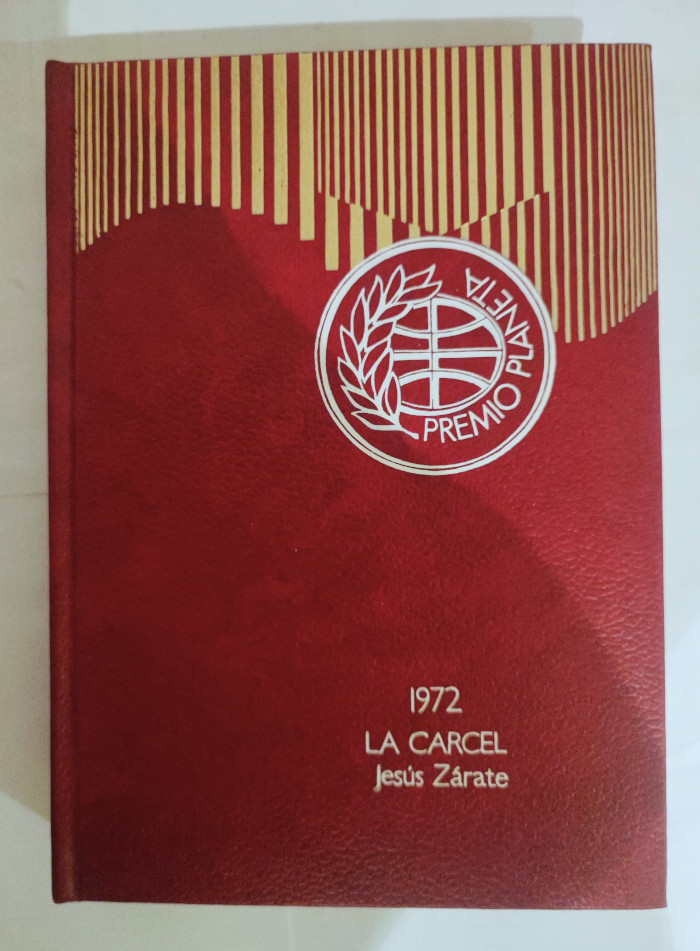 PREMIO PLANETA
1972
LA CARCEL
Jesús Zárate